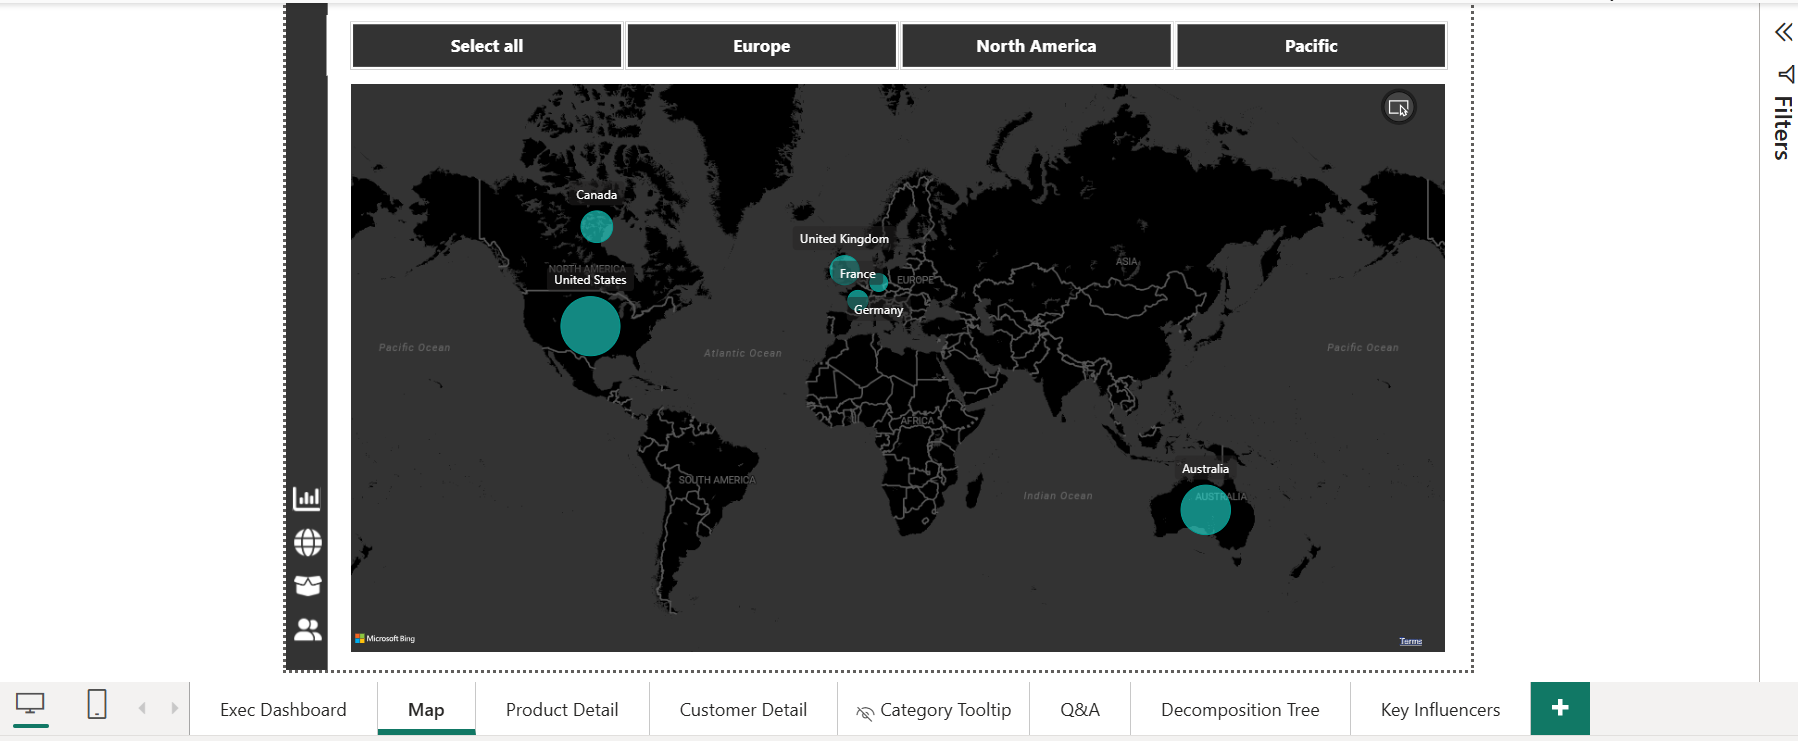 Select all
Europe
North America
Pacific
Filters
Canada
United Kingdom
ASIA
NORTH AMERICA
United States
France
EUROPE
Germany
Pacific Ocean
Atlantic Ocean
Pacific Ocean
AFRICA
SOUTH AMERICA
Australia
Indian Ocean
AUSTRALIA
Microsoft Bing
Terms
Exec Dashboard
Map
Product Detail
Customer Detail
Category Tooltip
Q&A
Decomposition Tree
Key Influencers